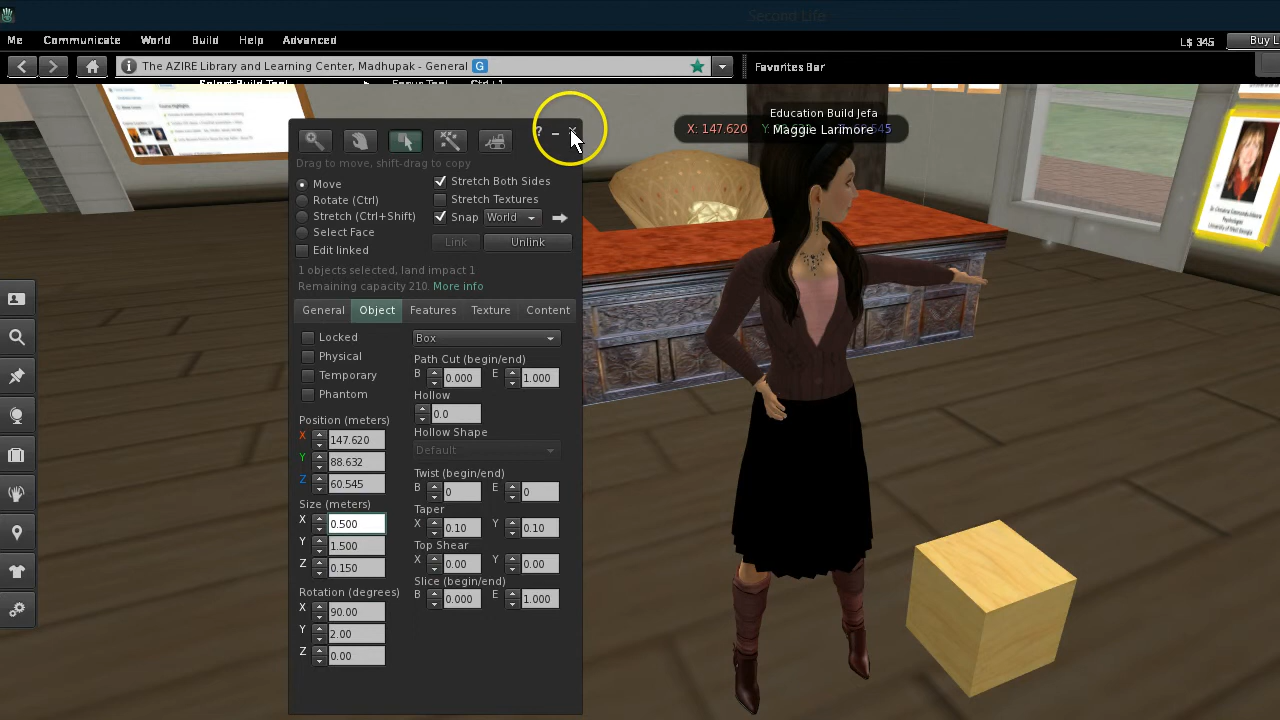 Second Life
Me Communicate World Build Help Advanced
L$ 345 Buy L
The AZIRE Library and Learning Center, Madhupak - General G
Favorites Bar
Education Build Jefa
Maggie Larimore
X: 147.620
Drag to move, shift-drag to copy
Move
Rotate (Ctrl)
Stretch (Ctrl+Shift)
Select Face
Edit linked
Stretch Both Sides
Stretch Textures
Snap World
Link Unlink
1 objects selected, land impact 1
Remaining capacity 210. More info
General Object Features Texture Content
Locked
Physical
Temporary
Phantom
Position (meters)
X 147.620
Y 88.632
Z 60.545
Size (meters)
X 0.500
Y 1.500
Z 0.150
Rotation (degrees)
X 90.00
Y 2.00
Z 0.00
Box
Path Cut (begin/end)
B 0.000 E 1.000
Hollow
0.0
Hollow Shape
Default
Twist (begin/end)
B 0 E 0
Taper
X 0.10 Y 0.10
Top Shear
X 0.00 Y 0.00
Slice (begin/end)
B 0.000 E 1.000